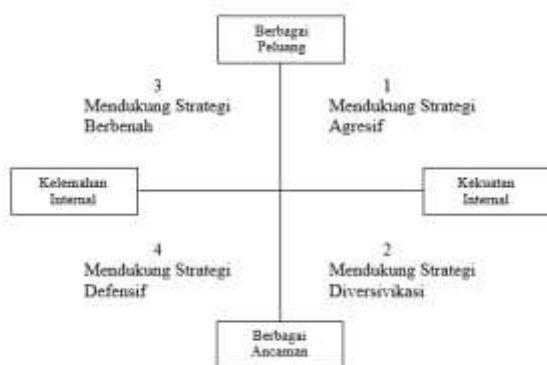 Berbagai
Peluang
3
Mendukung Strategi
Berbenah
1
Mendukung Strategi
Agresif
Kelemahan
Internal
Kekuatan
Internal
4
Mendukung Strategi
Defensif
2
Mendukung Strategi
Diversivikasi
Berbagai
Ancaman